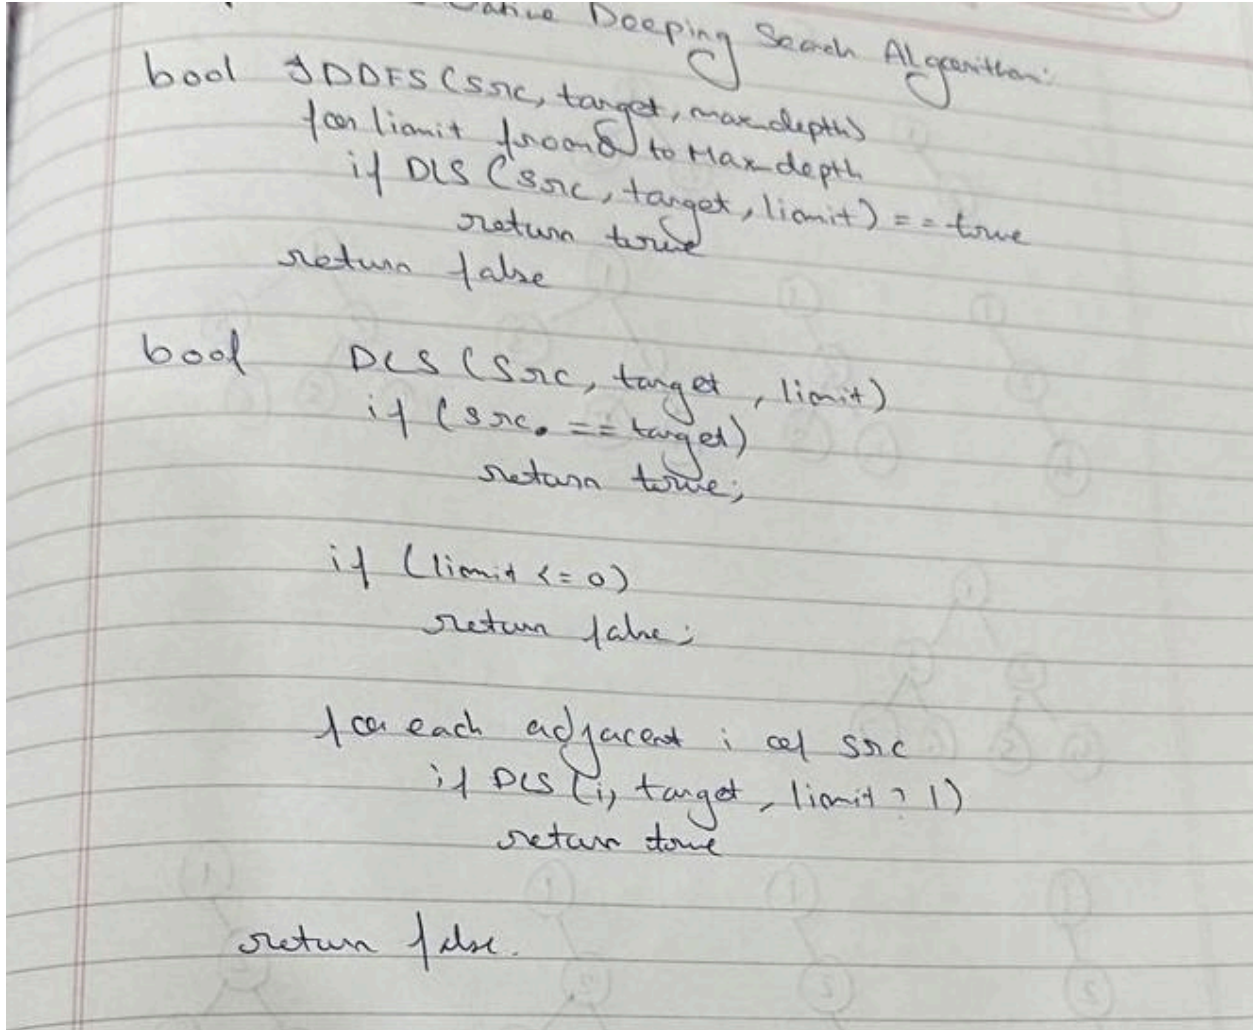 Deeping Search Algorithm:
bool IDDFS (src, target, max-depth)
for limit from 0 to Max-depth
if DLS (src, target, limit) == true
return true
return false
bool DLS (Src, target, limit)
if (src. == target)
return true;
if (limit <= 0)
return false;
for each adjacent i of src
if DLS (i, target, limit ? 1)
return true
return false.